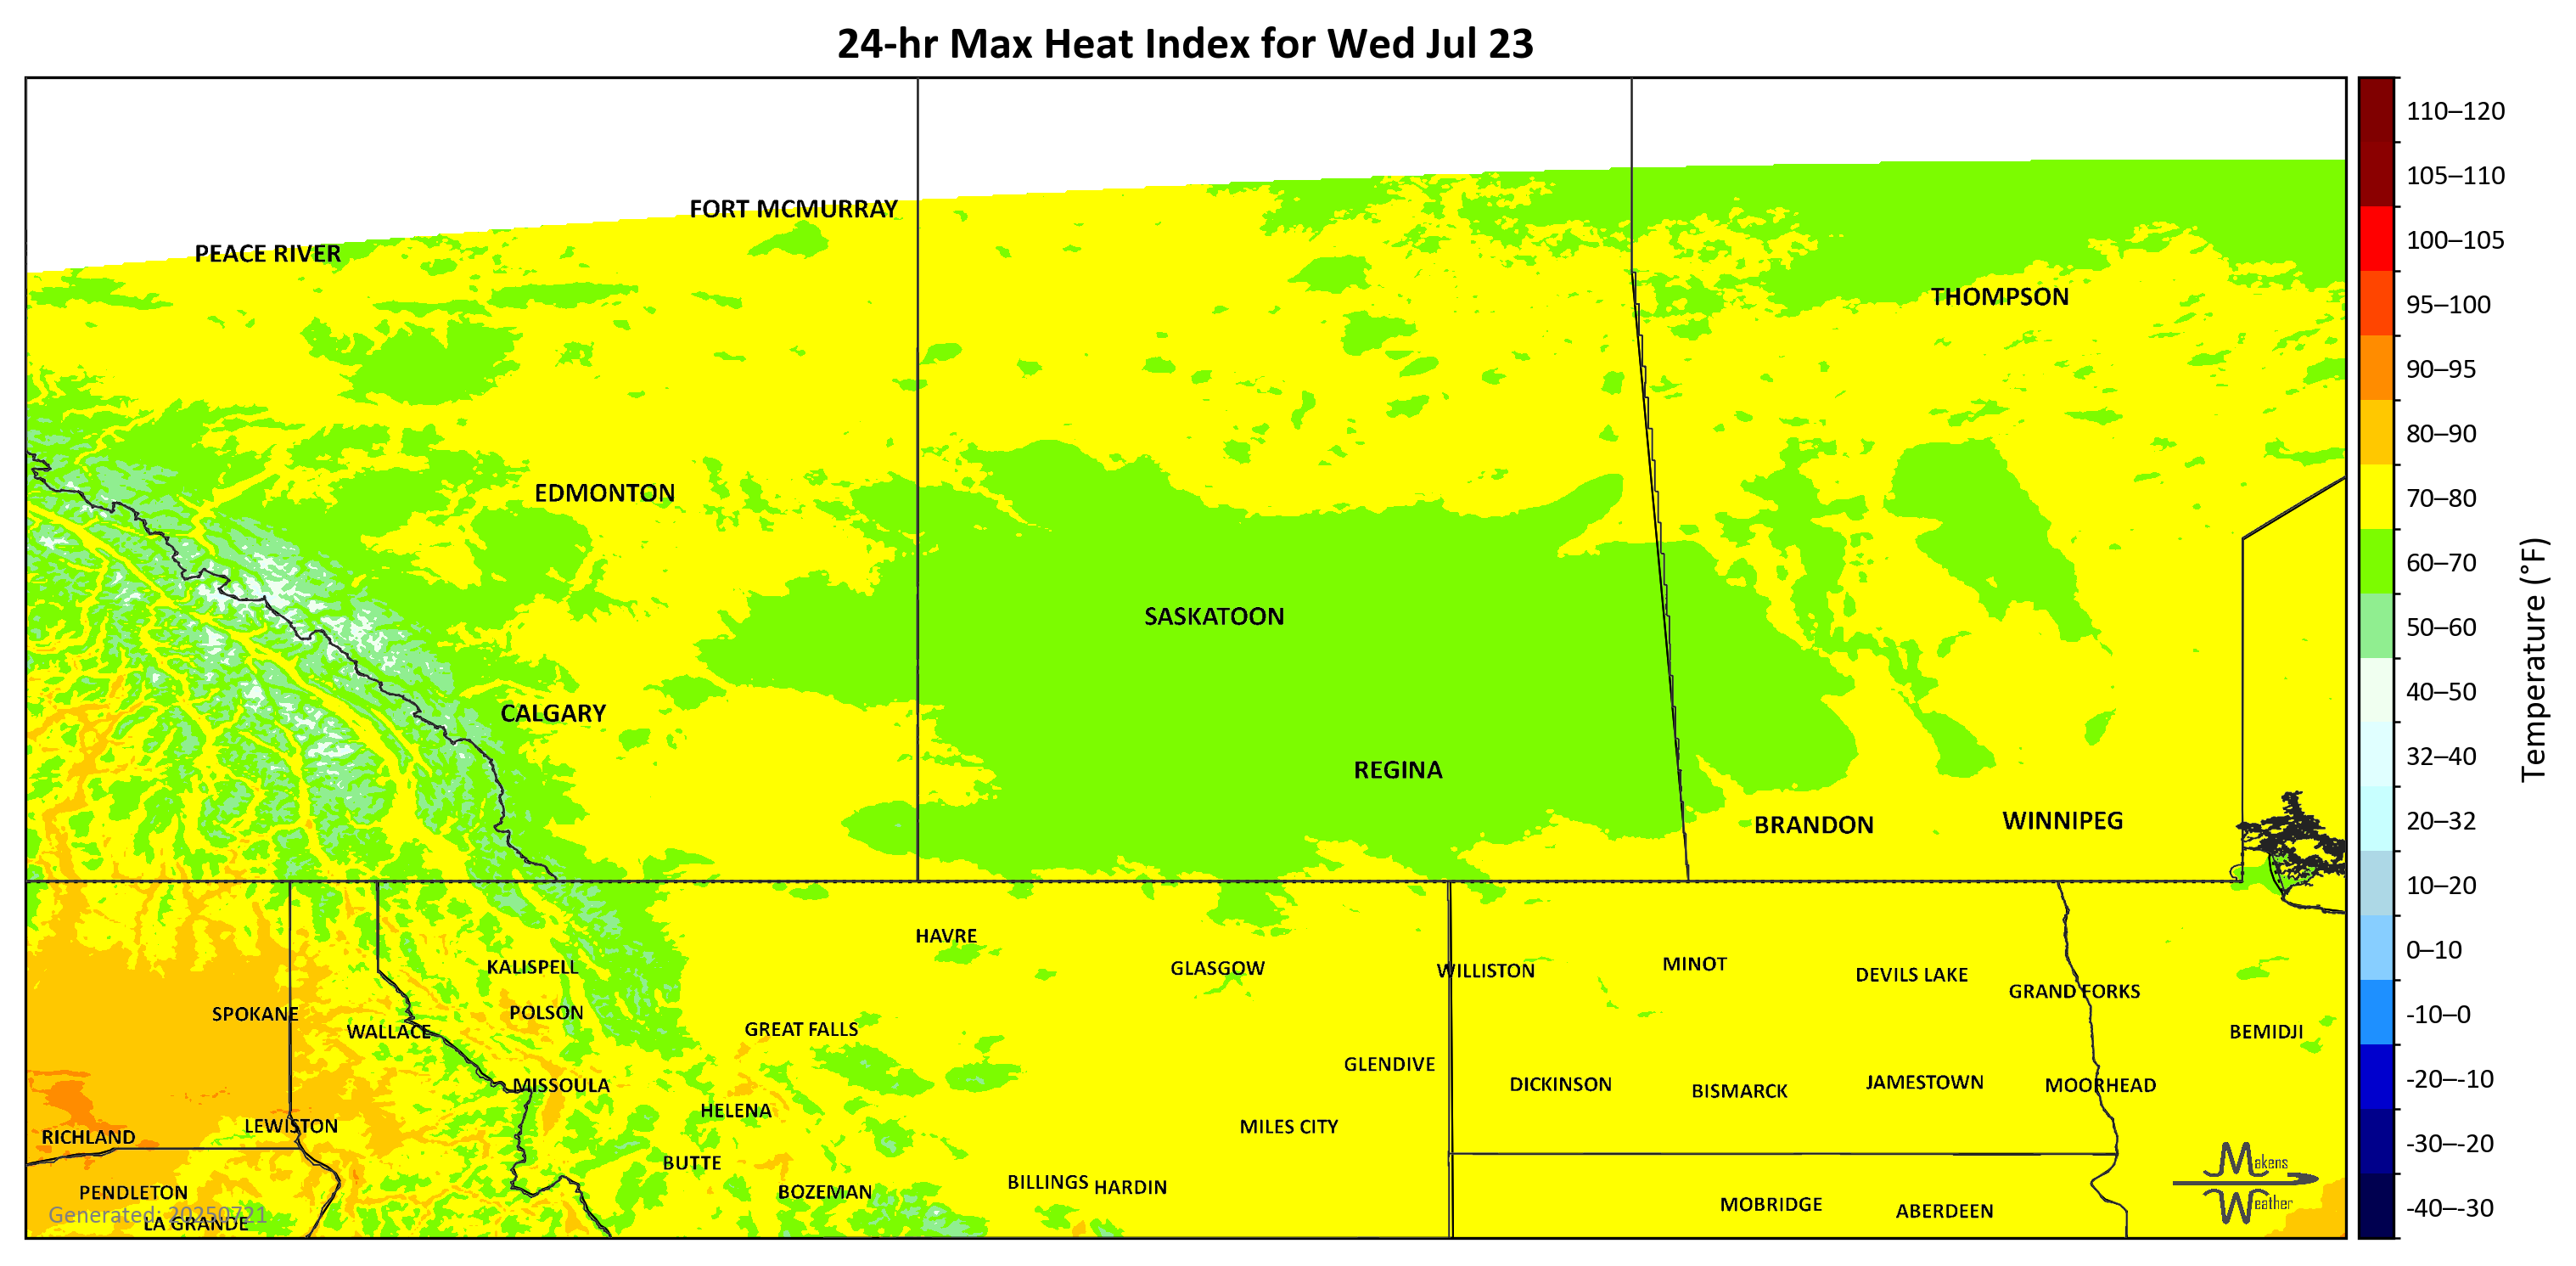 24-hr Max Heat Index for Wed Jul 23
FORT MCMURRAY
PEACE RIVER
THOMPSON
EDMONTON
SASKATOON
CALGARY
REGINA
BRANDON
WINNIPEG
HAVRE
KALISPELL
GLASGOW
WILLISTON
MINOT
DEVILS LAKE
GRAND FORKS
SPOKANE
POLSON
WALLACE
GREAT FALLS
BEMIDJI
GLENDIVE
MISSOULA
DICKINSON
BISMARCK
JAMESTOWN
MOORHEAD
HELENA
LEWISTON
MILES CITY
RICHLAND
BUTTE
PENDLETON
BOZEMAN
BILLINGS
HARDIN
MOBRIDGE
ABERDEEN
Generated: 20250721
LA GRANDE
Makens
Weather
110–120
105–110
100–105
95–100
90–95
80–90
70–80
60–70
50–60
40–50
32–40
20–32
10–20
0–10
-10–0
-20–-10
-30–-20
-40–-30
Temperature (°F)